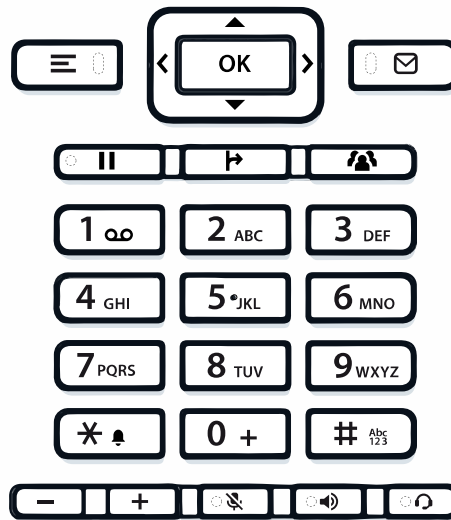 OK
1 2 ABC 3 DEF
4 GHI 5 JKL 6 MNO
7 PQRS 8 TUV 9 WXYZ
* 0 + # Abc 123
- +